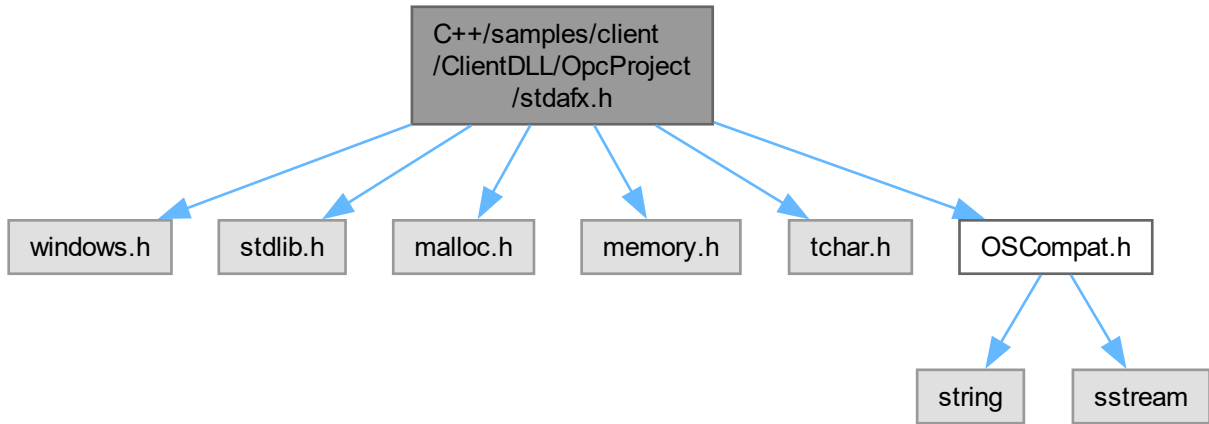 C++/samples/client
/ClientDLL/OpcProject
/stdafx.h
windows.h
stdlib.h
malloc.h
memory.h
tchar.h
OSCompat.h
string
sstream